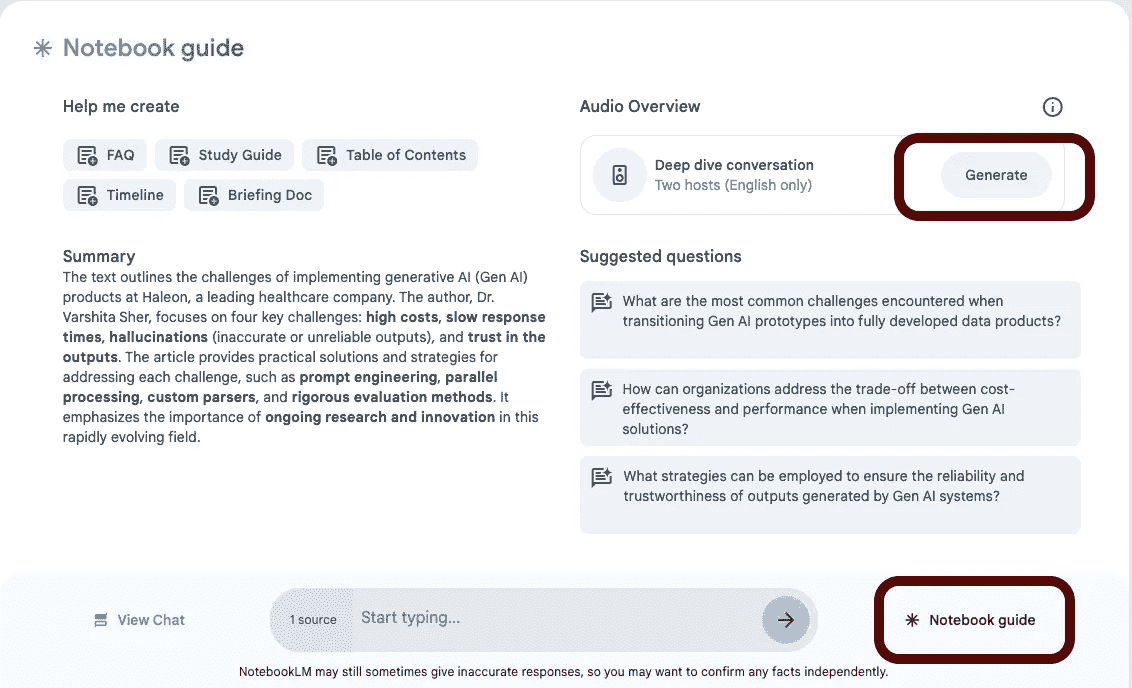 Notebook guide
Help me create
FAQ
Study Guide
Table of Contents
Timeline
Briefing Doc
Summary
The text outlines the challenges of implementing generative AI (Gen AI)
products at Haleon, a leading healthcare company. The author, Dr.
Varshita Sher, focuses on four key challenges: high costs, slow response
times, hallucinations (inaccurate or unreliable outputs), and trust in the
outputs. The article provides practical solutions and strategies for
addressing each challenge, such as prompt engineering, parallel
processing, custom parsers, and rigorous evaluation methods. It
emphasizes the importance of ongoing research and innovation in this
rapidly evolving field.
Audio Overview
Deep dive conversation
Two hosts (English only)
Generate
Suggested questions
What are the most common challenges encountered when
transitioning Gen AI prototypes into fully developed data products?
How can organizations address the trade-off between cost-
effectiveness and performance when implementing Gen AI
solutions?
What strategies can be employed to ensure the reliability and
trustworthiness of outputs generated by Gen AI systems?
View Chat
1 source
Start typing...
Notebook guide
NotebookLM may still sometimes give inaccurate responses, so you may want to confirm any facts independently.